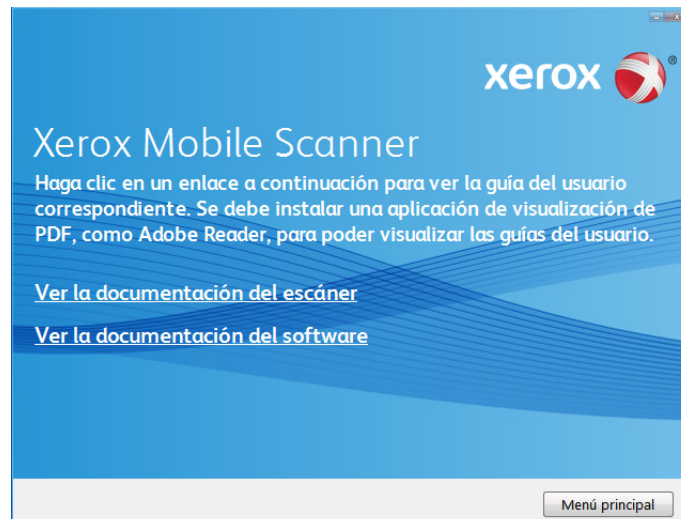 xerox ®
Xerox Mobile Scanner
Haga clic en un enlace a continuación para ver la guía del usuario
correspondiente. Se debe instalar una aplicación de visualización de
PDF, como Adobe Reader, para poder visualizar las guías del usuario.
Ver la documentación del escáner
Ver la documentación del software
Menú principal